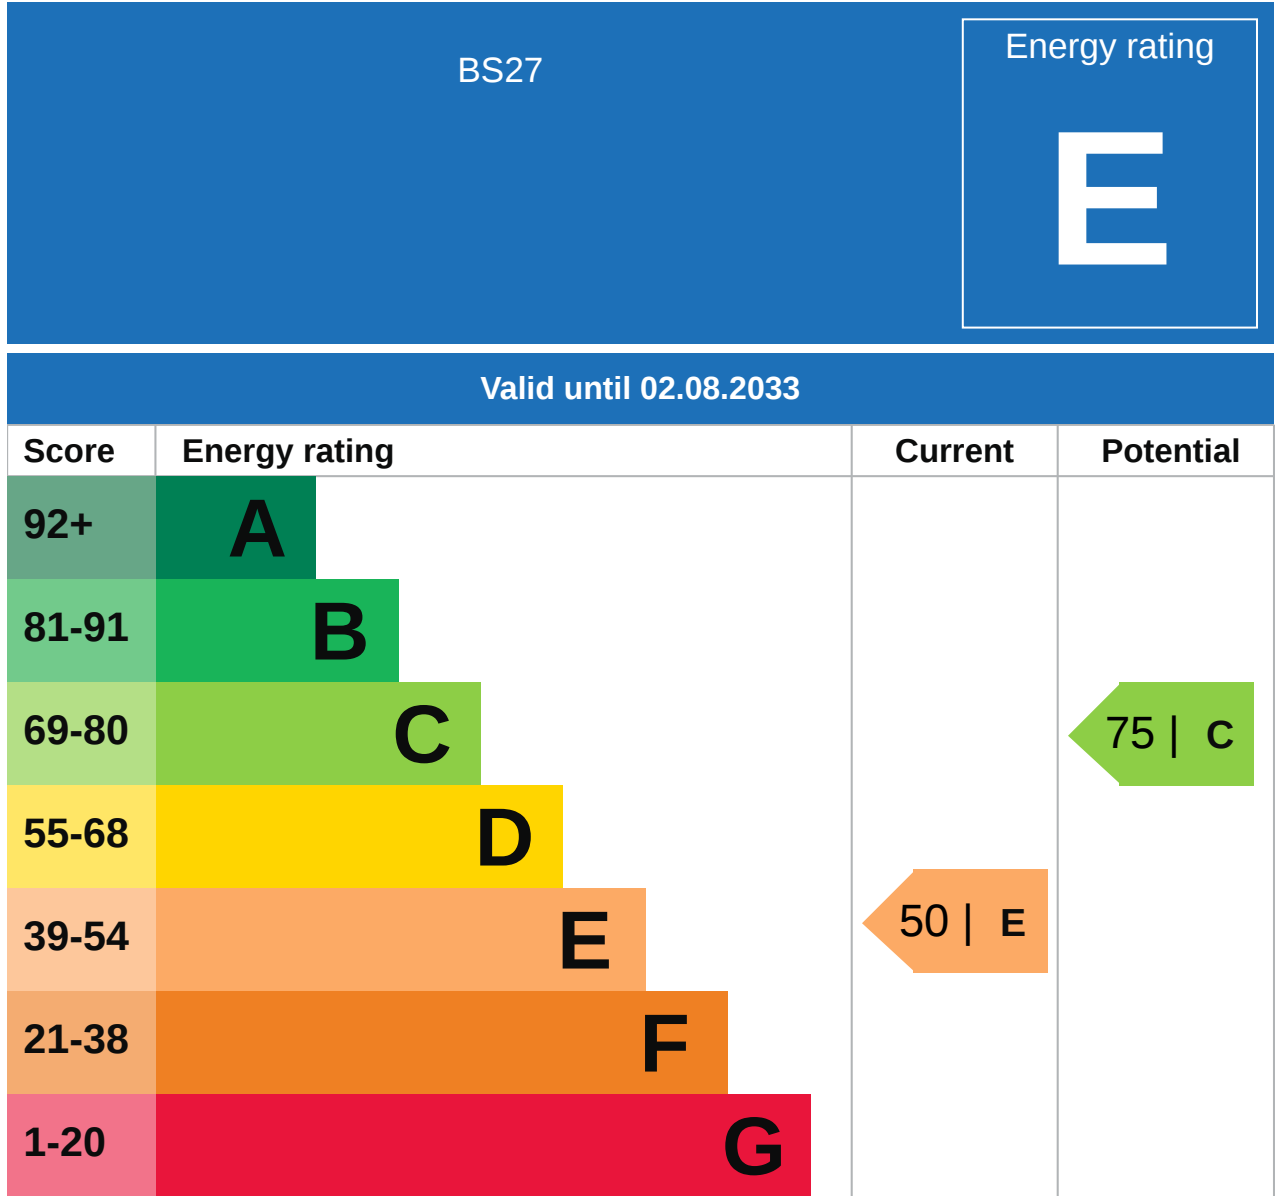 BS27
Energy rating
E
Valid until 02.08.2033
Score Energy rating Current Potential
92+ A
81-91 B
69-80 C 75 | C
55-68 D
39-54 E 50 | E
21-38 F
1-20 G